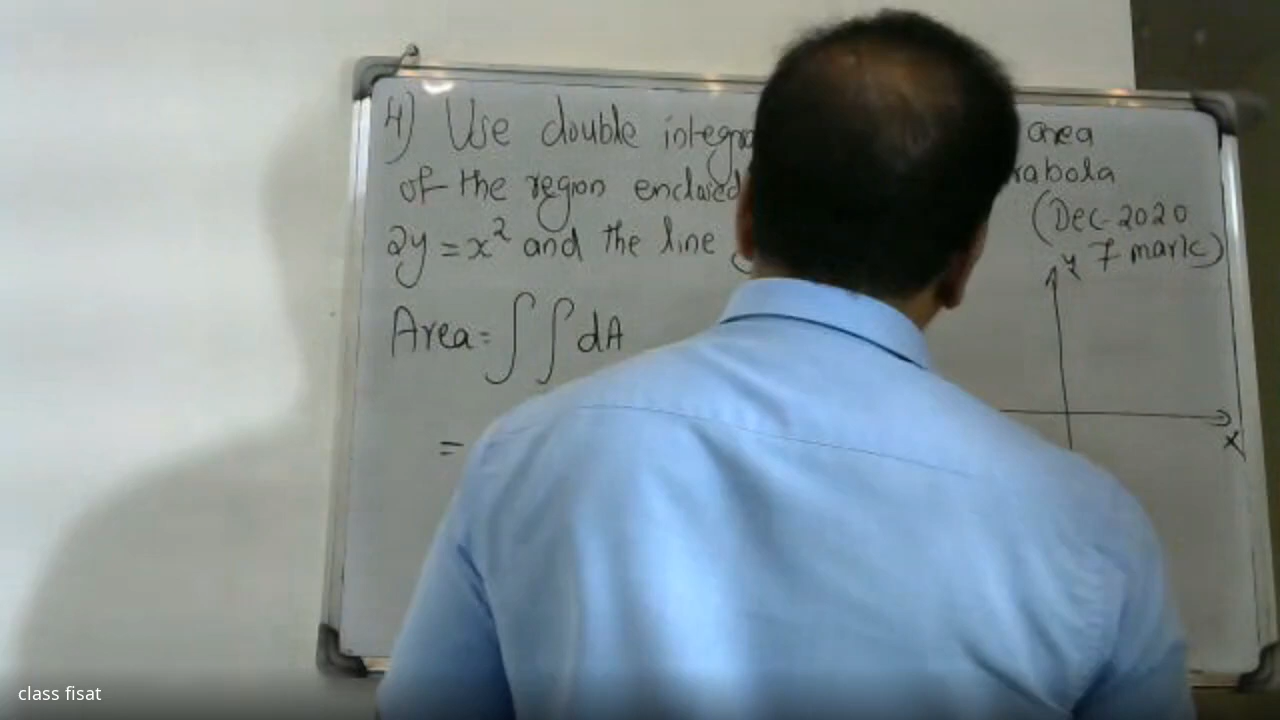 4) Use double integra area
of the region enclosed rabola
2y = x² and the line (Dec-2020
7 mark)
Area = ∫ ∫ dA
=
y
x
class fisat